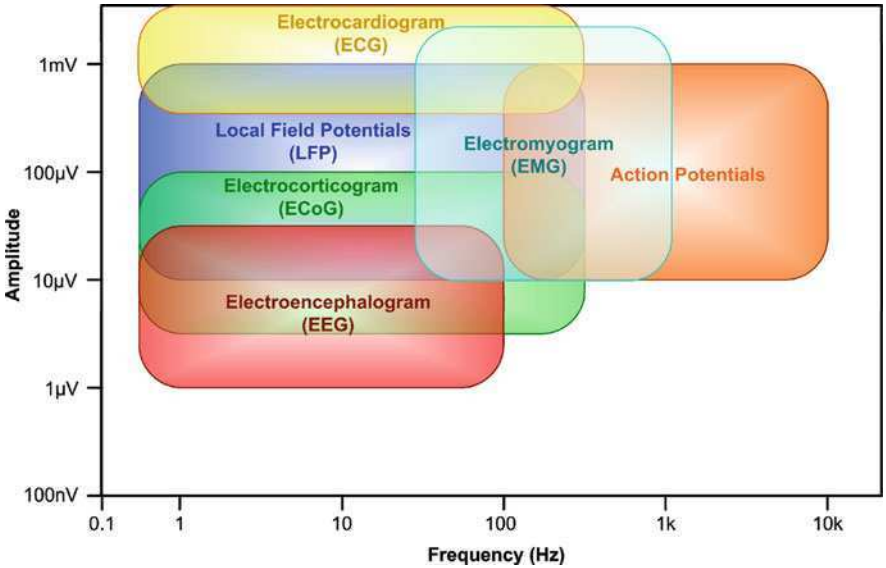 Electrocardiogram
(ECG)
1mV
Local Field Potentials
(LFP)
Electromyogram
(EMG)
100µV
Action Potentials
Electrocorticogram
(ECoG)
Amplitude
10µV
Electroencephalogram
(EEG)
1µV
100nV
0.1
1
10
100
1k
10k
Frequency (Hz)